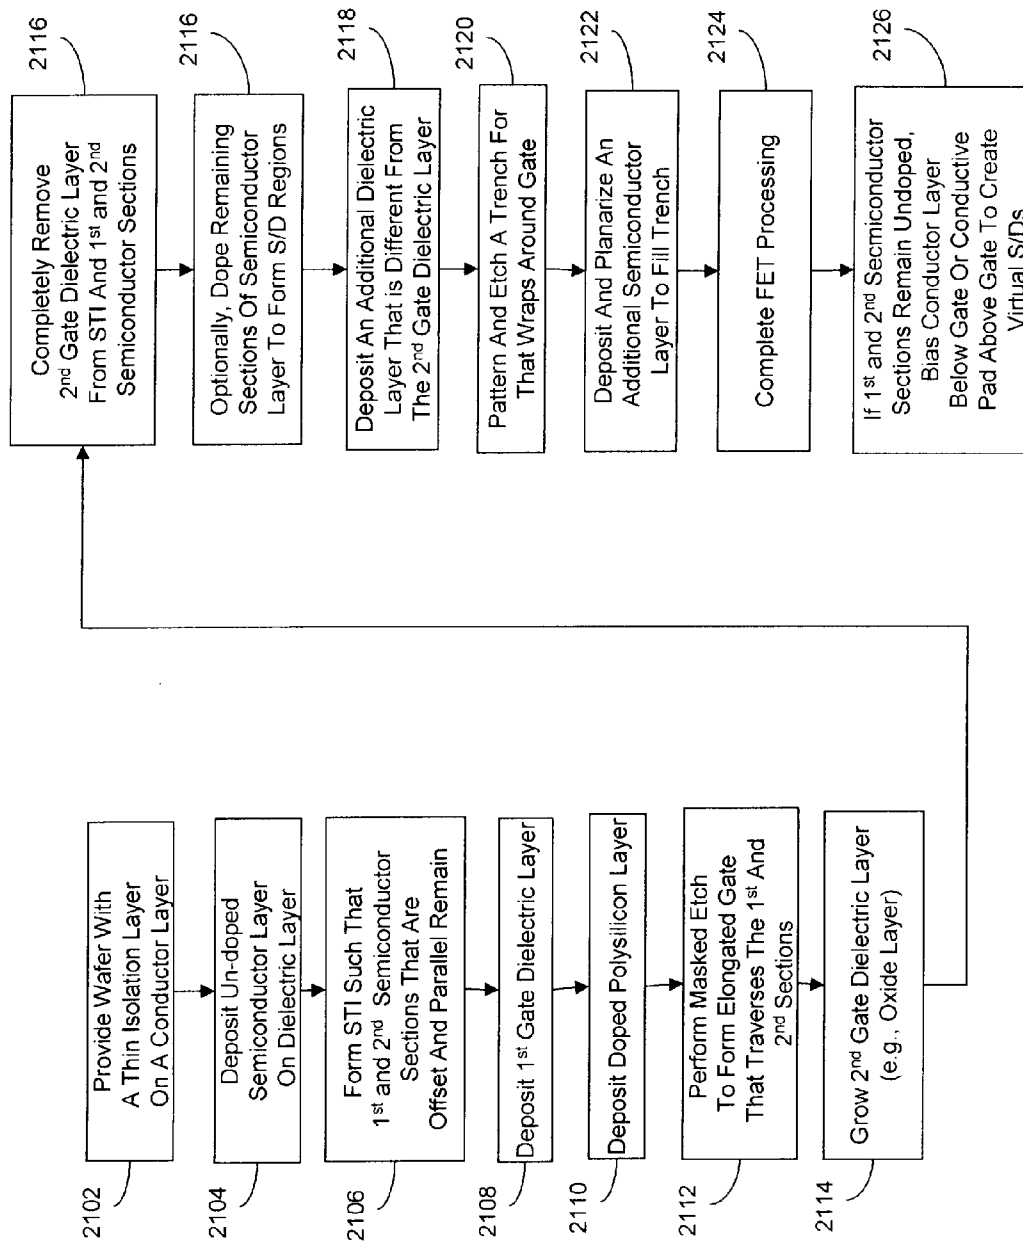 2102
Provide Wafer With
A Thin Isolation Layer
On A Conductor Layer
2104
Deposit Un-doped
Semiconductor Layer
On Dielectric Layer
2106
Form STI Such That
1st and 2nd Semiconductor
Sections That Are
Offset And Parallel Remain
2108
Deposit 1st Gate Dielectric Layer
2110
Deposit Doped Polysilicon Layer
2112
Perform Masked Etch
To Form Elongated Gate
That Traverses The 1st And
2nd Sections
2114
Grow 2nd Gate Dielectric Layer
(e.g., Oxide Layer)
2116
Completely Remove
2nd Gate Dielectric Layer
From STI And 1st and 2nd
Semiconductor Sections
2116
Optionally, Dope Remaining
Sections Of Semiconductor
Layer To Form S/D Regions
2118
Deposit An Additional Dielectric
Layer That is Different From
The 2nd Gate Dielectric Layer
2120
Pattern And Etch A Trench For
That Wraps Around Gate
2122
Deposit And Planarize An
Additional Semiconductor
Layer To Fill Trench
2124
Complete FET Processing
2126
If 1st and 2nd Secmiconductor
Sections Remain Undoped,
Bias Conductor Layer
Below Gate Or Conductive
Pad Above Gate To Create
Virtual S/Ds